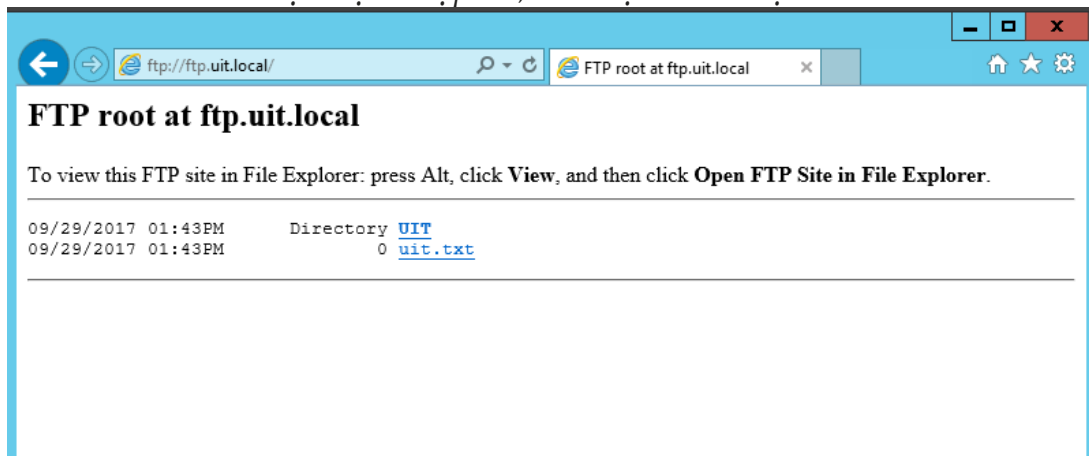 ftp://ftp.uit.local/
FTP root at ftp.uit.local
FTP root at ftp.uit.local
To view this FTP site in File Explorer: press Alt, click View, and then click Open FTP Site in File Explorer.
09/29/2017 01:43PM Directory UIT
09/29/2017 01:43PM 0 uit.txt